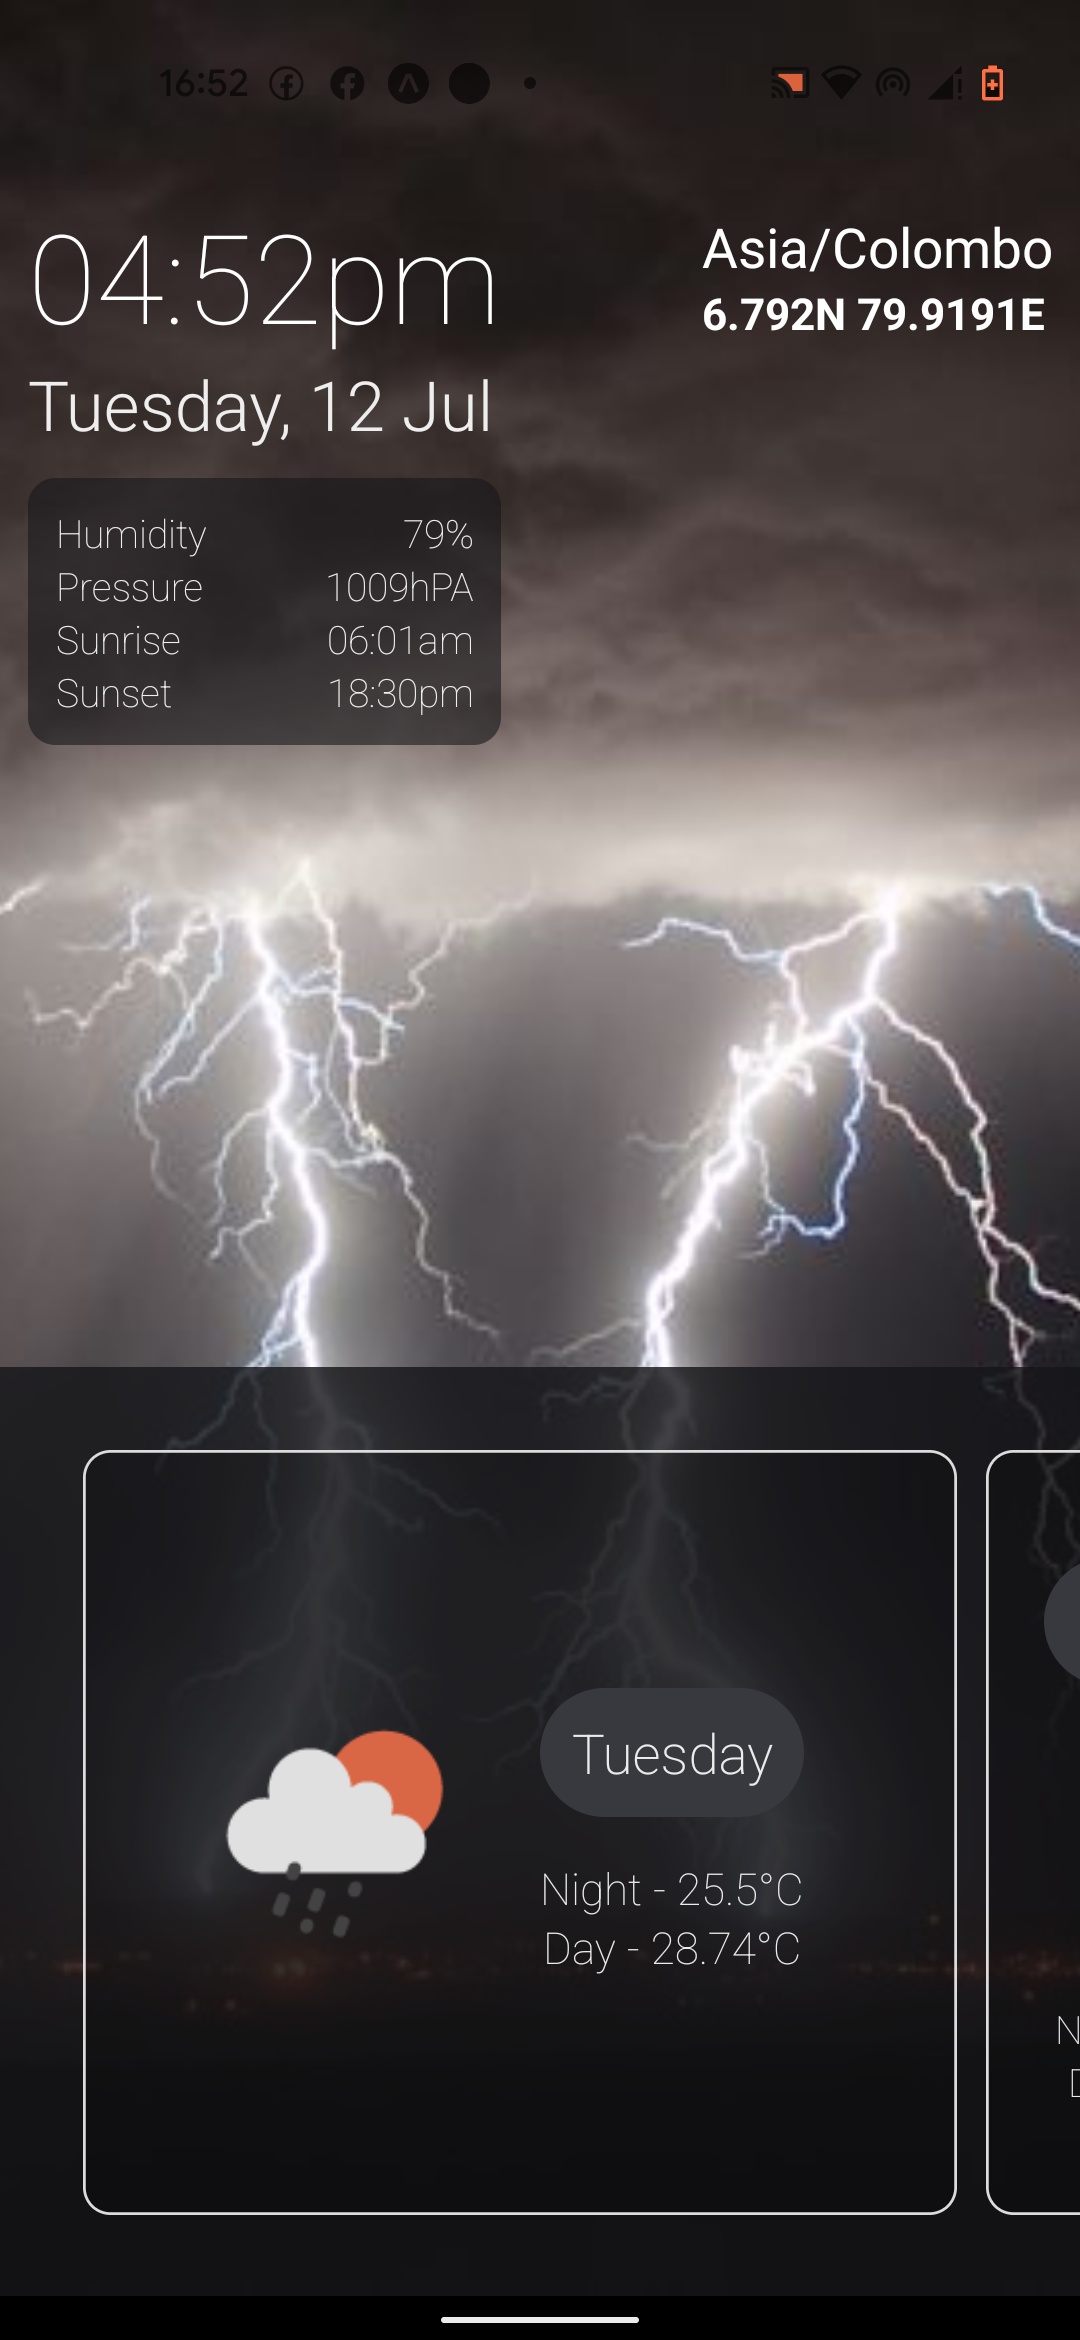 16:52
04:52pm
Asia/Colombo
6.792N 79.9191E
Tuesday, 12 Jul
Humidity 79%
Pressure 1009hPA
Sunrise 06:01am
Sunset 18:30pm
Tuesday
Night - 25.5°C
Day - 28.74°C
N
D